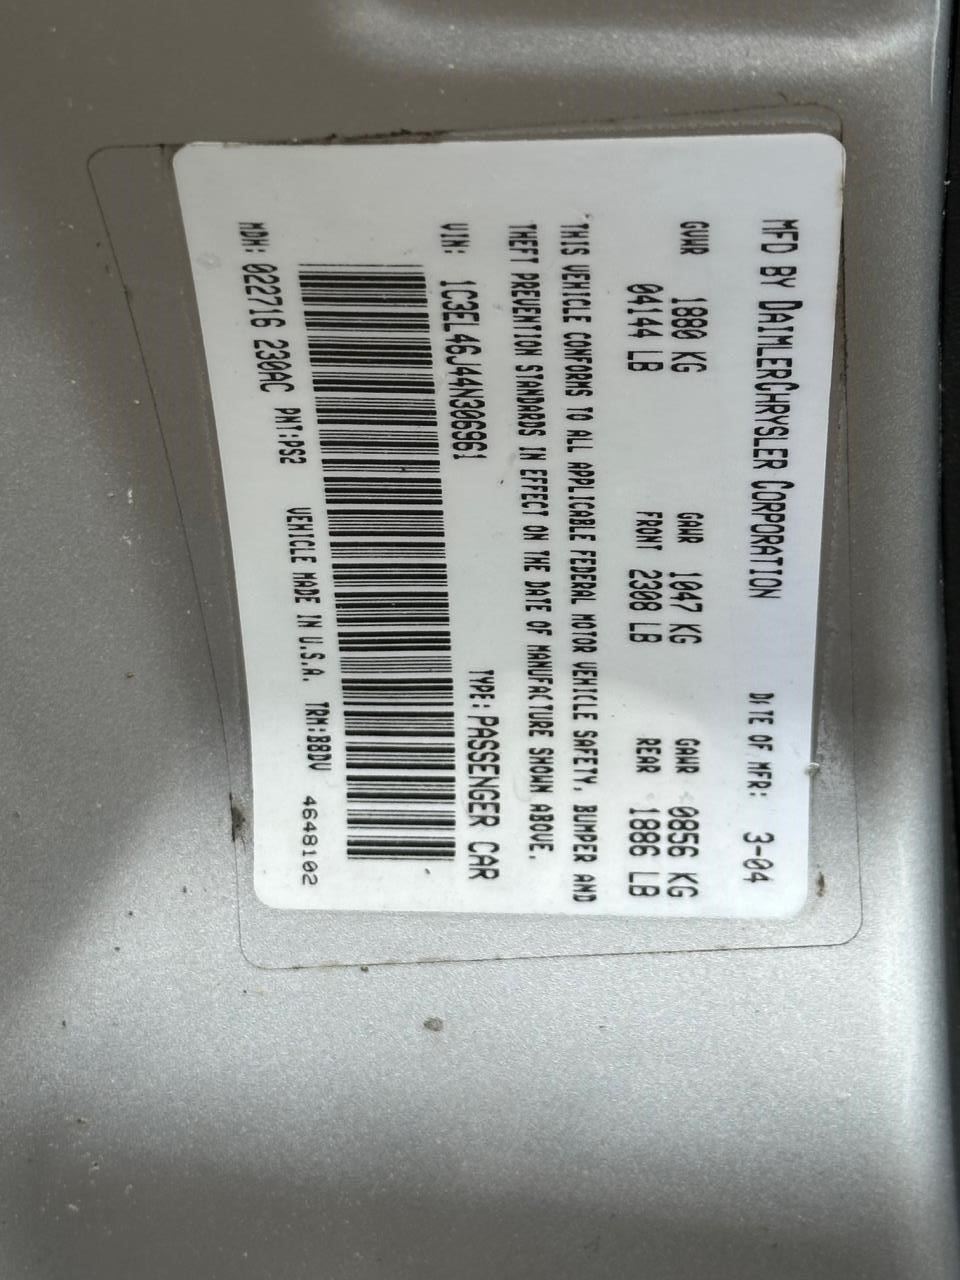 MFD BY DAIMLERCHRYSLER CORPORATION DATE OF MFR: 3-04
GVWR 1880 KG GAWR 1047 KG GAWR 0856 KG
04144 LB FRONT 2308 LB REAR 1886 LB
THIS VEHICLE CONFORMS TO ALL APPLICABLE FEDERAL MOTOR VEHICLE SAFETY, BUMPER AND
THEFT PREVENTION STANDARDS IN EFFECT ON THE DATE OF MANUFACTURE SHOWN ABOVE.
VIN: 1C3EL46J44N306961 TYPE: PASSENGER CAR
MDH: 022716 230AC PNT:PS2 VEHICLE MADE IN U.S.A. TRM:BBDV 4648102